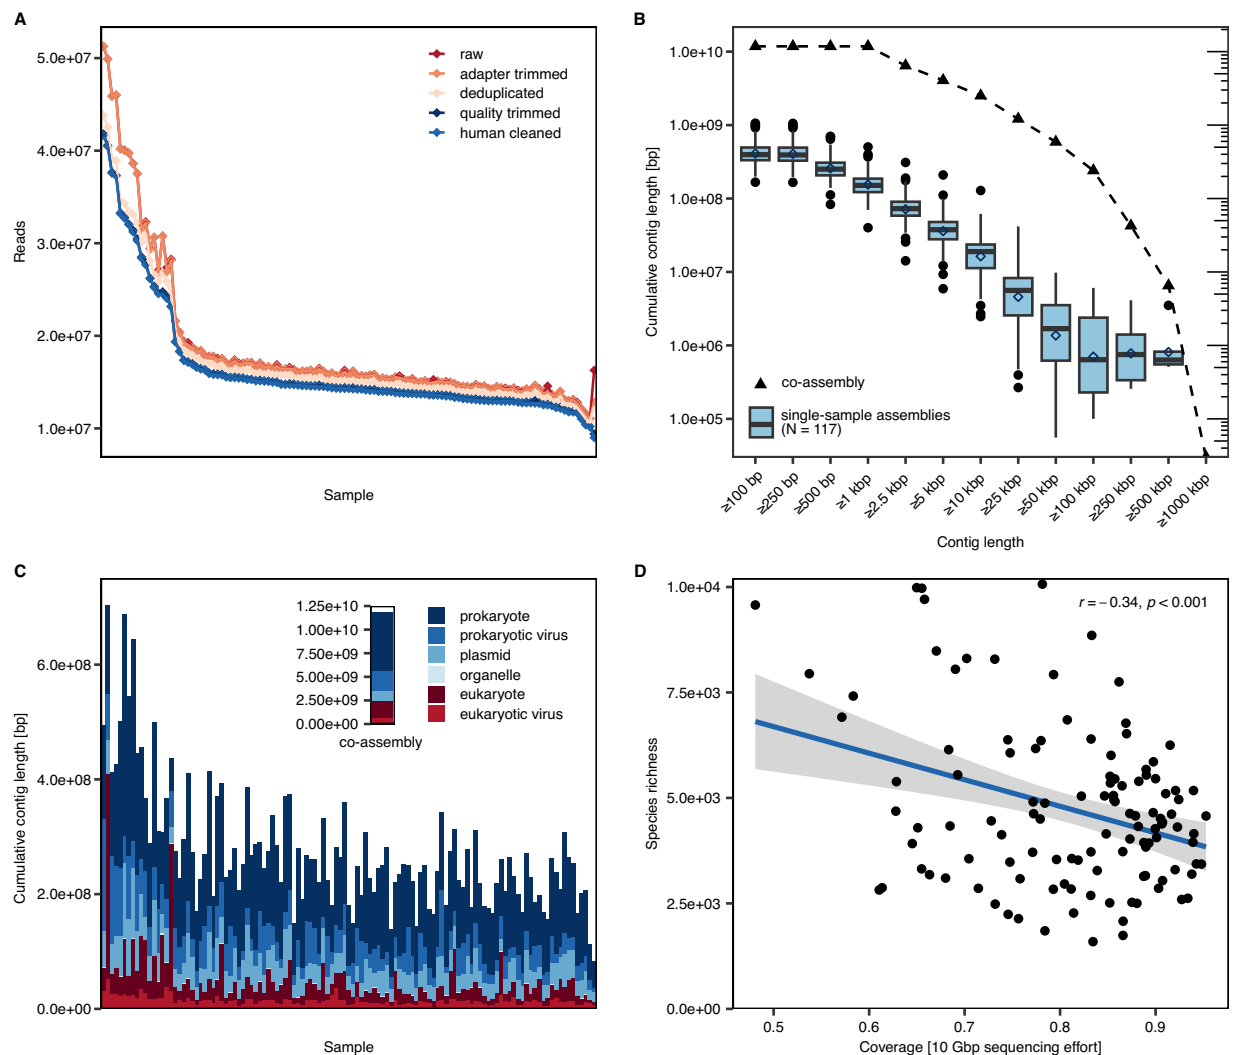 A
5.0e+07
4.0e+07
3.0e+07
2.0e+07
1.0e+07
Reads
Sample
raw
adapter trimmed
deduplicated
quality trimmed
human cleaned
B
1.0e+10
1.0e+09
1.0e+08
1.0e+07
1.0e+06
1.0e+05
Cumulative contig length [bp]
co-assembly
single-sample assemblies
(N = 117)
≥100 bp
≥250 bp
≥500 bp
≥1 kbp
≥2.5 kbp
≥5 kbp
≥10 kbp
≥25 kbp
≥50 kbp
≥100 kbp
≥250 kbp
≥500 kbp
≥1000 kbp
Contig length
C
6.0e+08
4.0e+08
2.0e+08
0.0e+00
Cumulative contig length [bp]
Sample
1.25e+10
1.00e+10
7.50e+09
5.00e+09
2.50e+09
0.00e+00
co-assembly
prokaryote
prokaryotic virus
plasmid
organelle
eukaryote
eukaryotic virus
D
1.0e+04
7.5e+03
5.0e+03
2.5e+03
0.0e+00
Species richness
r = −0.34, p < 0.001
0.5 0.6 0.7 0.8 0.9
Coverage [10 Gbp sequencing effort]